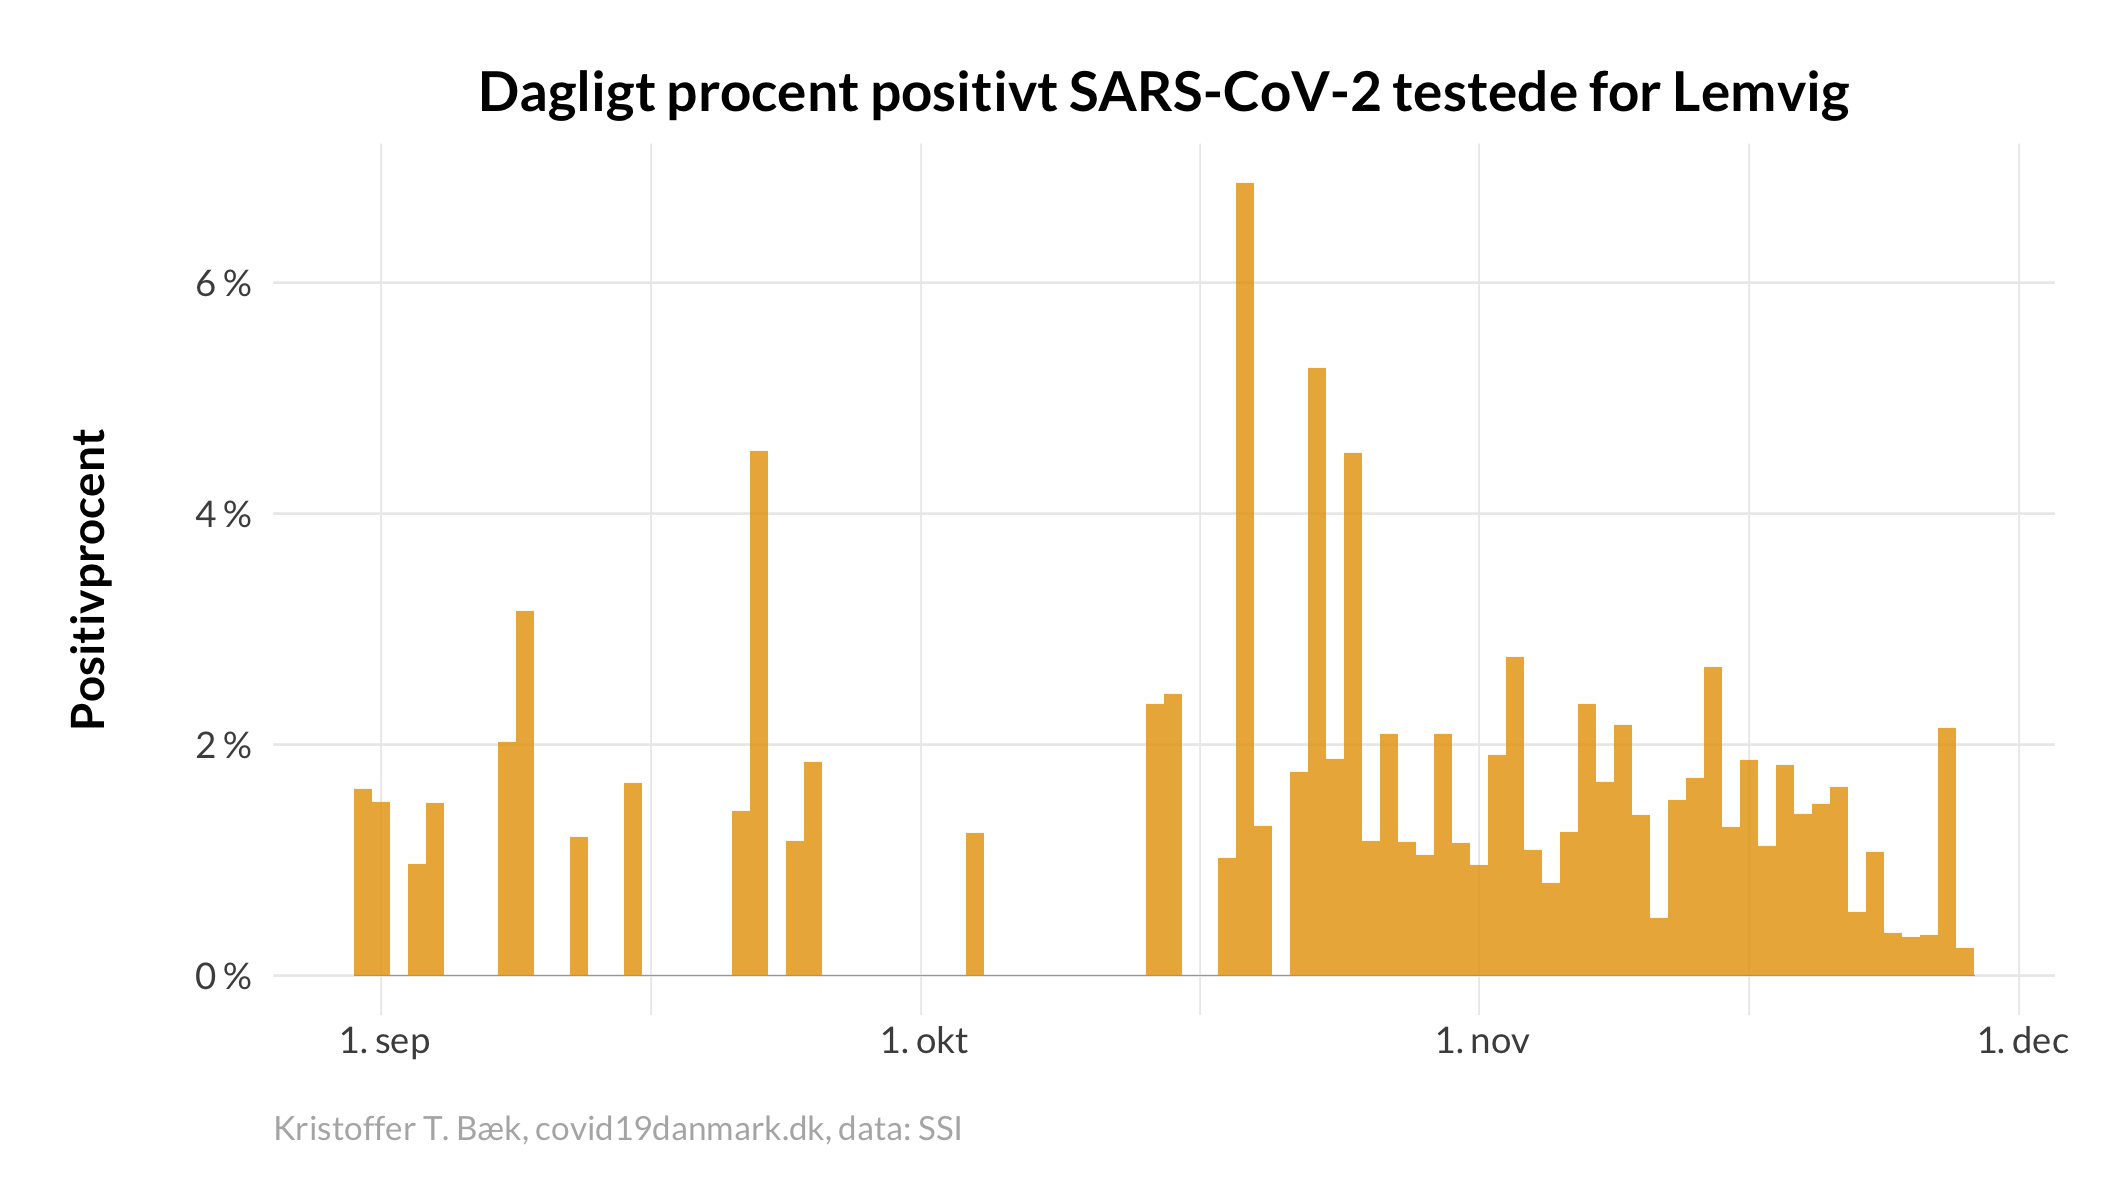 Dagligt procent positivt SARS-CoV-2 testede for Lemvig
Positivprocent
6 %
4 %
2 %
0 %
1. sep
1. okt
1. nov
1. dec
Kristoffer T. Bæk, covid19danmark.dk, data: SSI